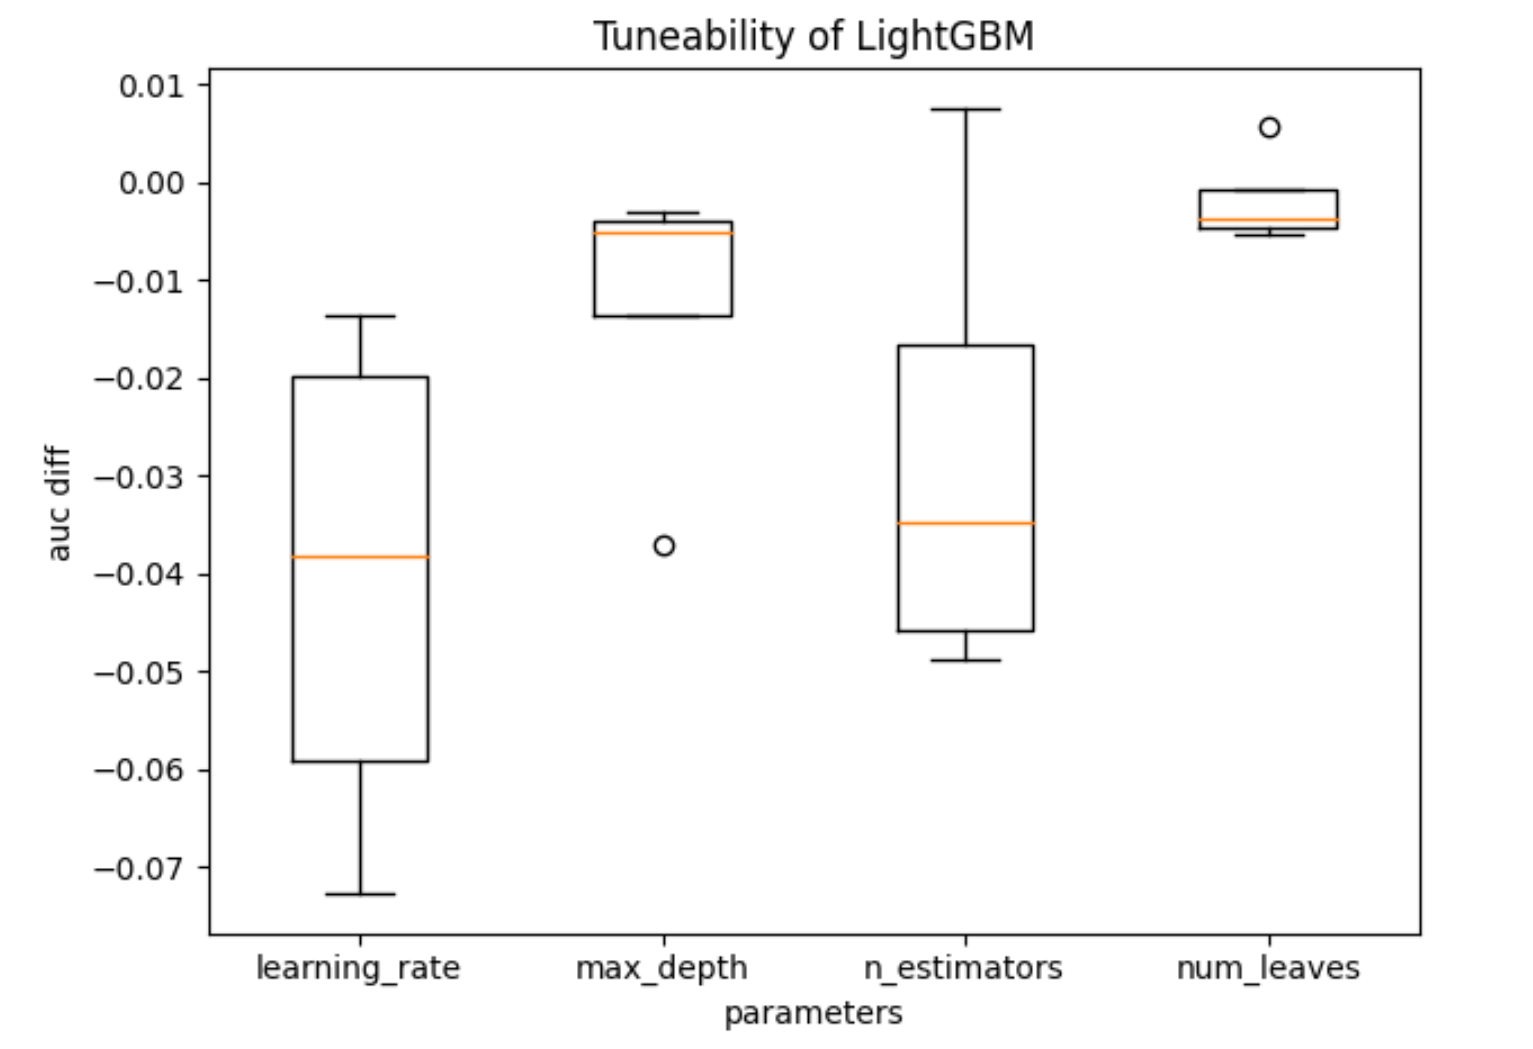 Tuneability of LightGBM
0.01
0.00
−0.01
−0.02
−0.03
−0.04
−0.05
−0.06
−0.07
auc diff
learning_rate max_depth n_estimators num_leaves
parameters